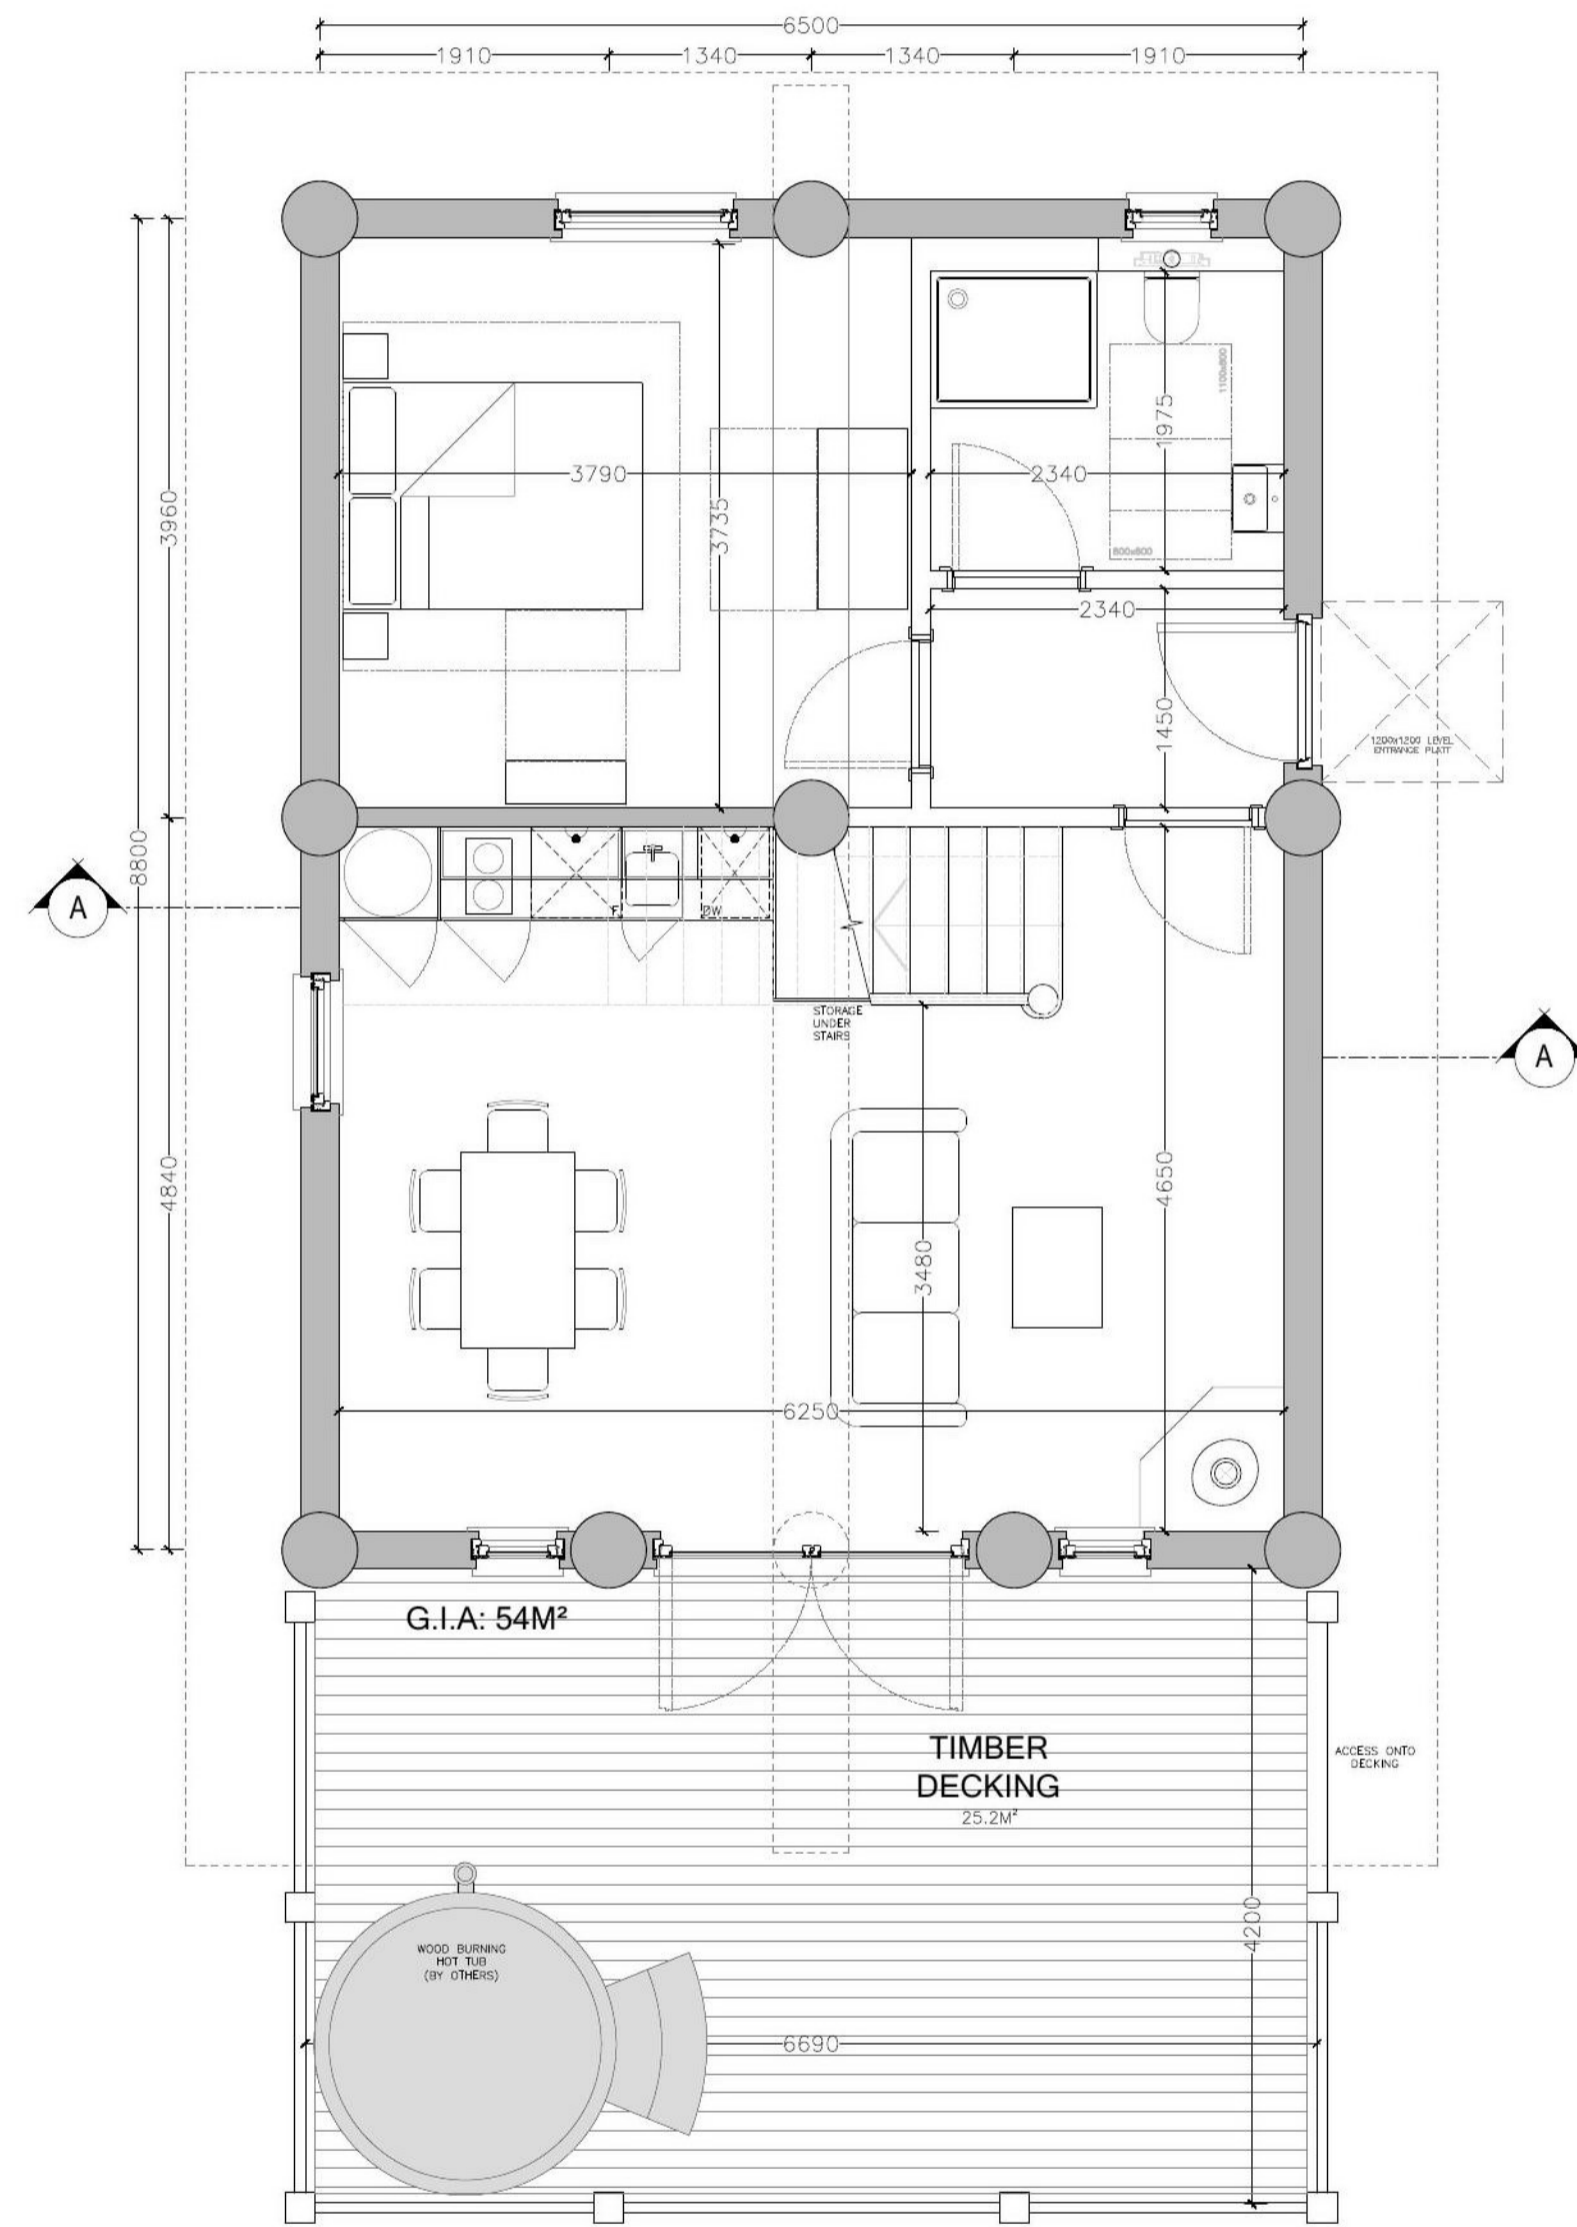 6500
1910
1340
1340
1910
1975
1100x800
3790
2340
3735
3960
800x800
2340
1450
1200x1200 LEVEL
ENTRANCE PLATT
8800
A
F
DW
STORAGE
UNDER
STAIRS
A
4840
4650
3480
6250
G.I.A: 54M²
TIMBER
DECKING
25.2M²
ACCESS ONTO
DECKING
4200
WOOD BURNING
HOT TUB
(BY OTHERS)
6690